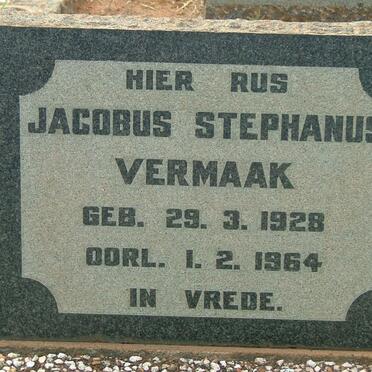 HIER RUS
JACOBUS STEPHANUS
VERMAAK
GEB. 29. 3. 1928
OORL. 1. 2. 1964
IN VREDE.